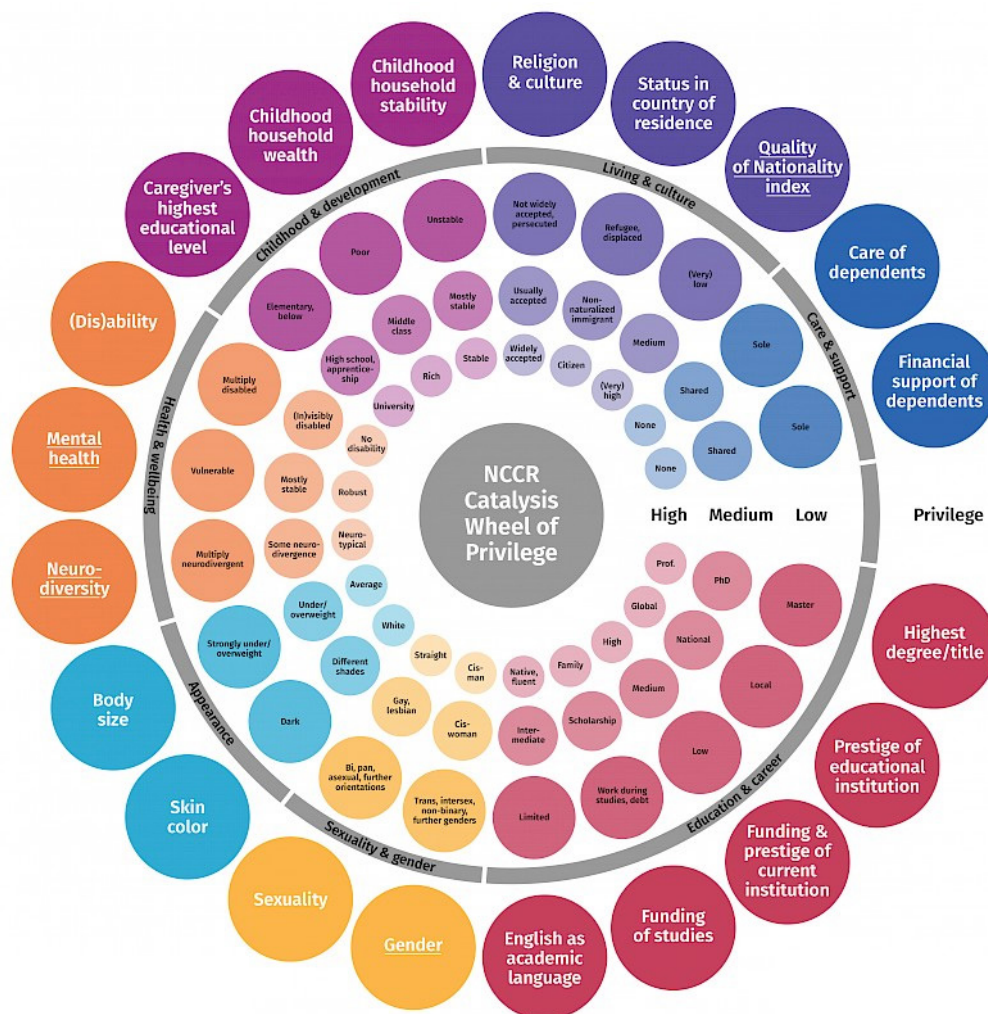 NCCR
Catalysis
Wheel of
Privilege
High Medium Low Privilege
Living & culture
Religion
& culture
Not widely
accepted,
persecuted
Usually
accepted
Widely
accepted
Status in
country of
residence
Refugee,
displaced
Non-
naturalized
immigrant
Citizen
Quality
of Nationality
index
(Very)
low
Medium
(Very)
high
Care & support
Care of
dependents
Sole
Shared
None
Financial
support of
dependents
Sole
Shared
None
Education & career
Highest
degree/title
Master
PhD
Prof.
Prestige of
educational
institution
Local
National
Global
Funding &
prestige of
current
institution
Low
Medium
High
Funding
of studies
Work during
studies, debt
Scholarship
Family
English as
academic
language
Limited
Inter-
mediate
Native,
fluent
Sexuality & gender
Gender
Trans, intersex,
non-binary,
further genders
Cis-
woman
Cis-
man
Sexuality
Bi, pan,
asexual, further
orientations
Gay,
lesbian
Straight
Appearance
Skin
color
Dark
Different
shades
White
Body
size
Strongly under/
overweight
Under/
overweight
Average
Health & wellbeing
Neuro-
diversity
Multiply
neurodivergent
Some neuro-
divergence
Neuro-
typical
Mental
health
Vulnerable
Mostly
stable
Robust
(Dis)ability
Multiply
disabled
(In)visibly
disabled
No
disability
Childhood & development
Caregiver's
highest
educational
level
Elementary,
below
High school,
apprentice-
ship
University
Childhood
household
wealth
Poor
Middle
class
Rich
Childhood
household
stability
Unstable
Mostly
stable
Stable